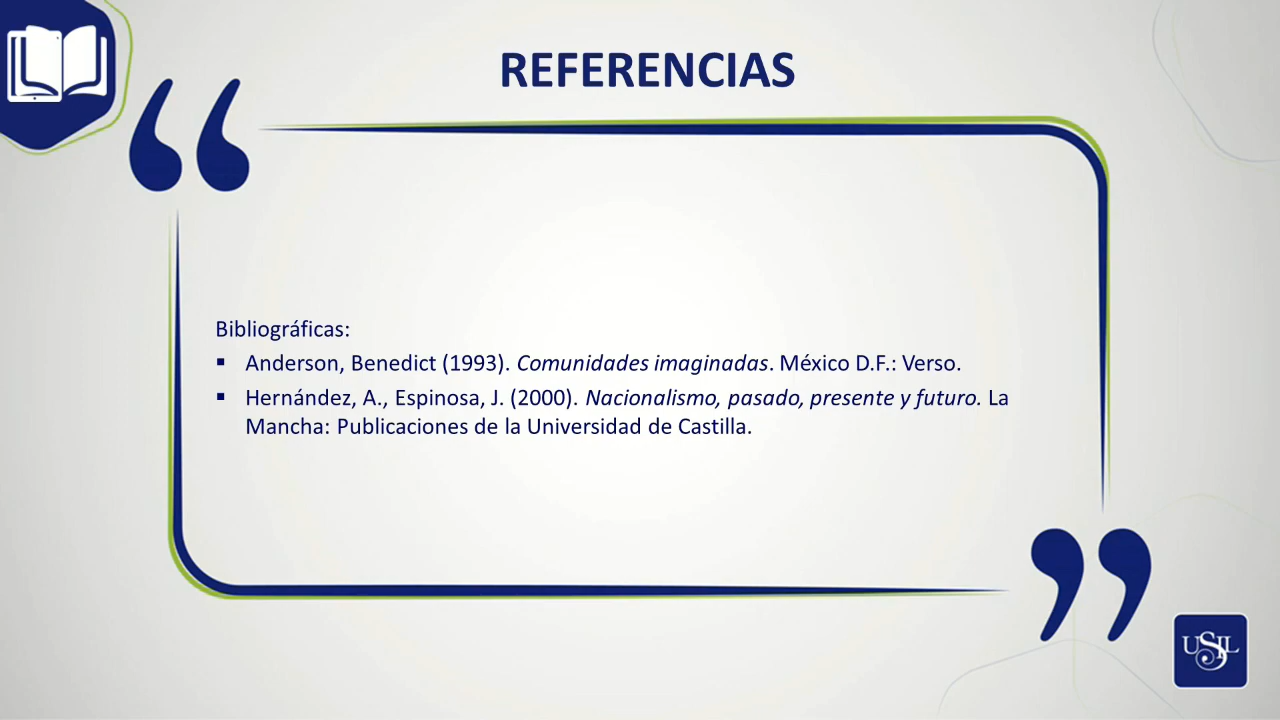 REFERENCIAS
Bibliográficas:
▪ Anderson, Benedict (1993). Comunidades imaginadas. México D.F.: Verso.
▪ Hernández, A., Espinosa, J. (2000). Nacionalismo, pasado, presente y futuro. La
Mancha: Publicaciones de la Universidad de Castilla.
USIL